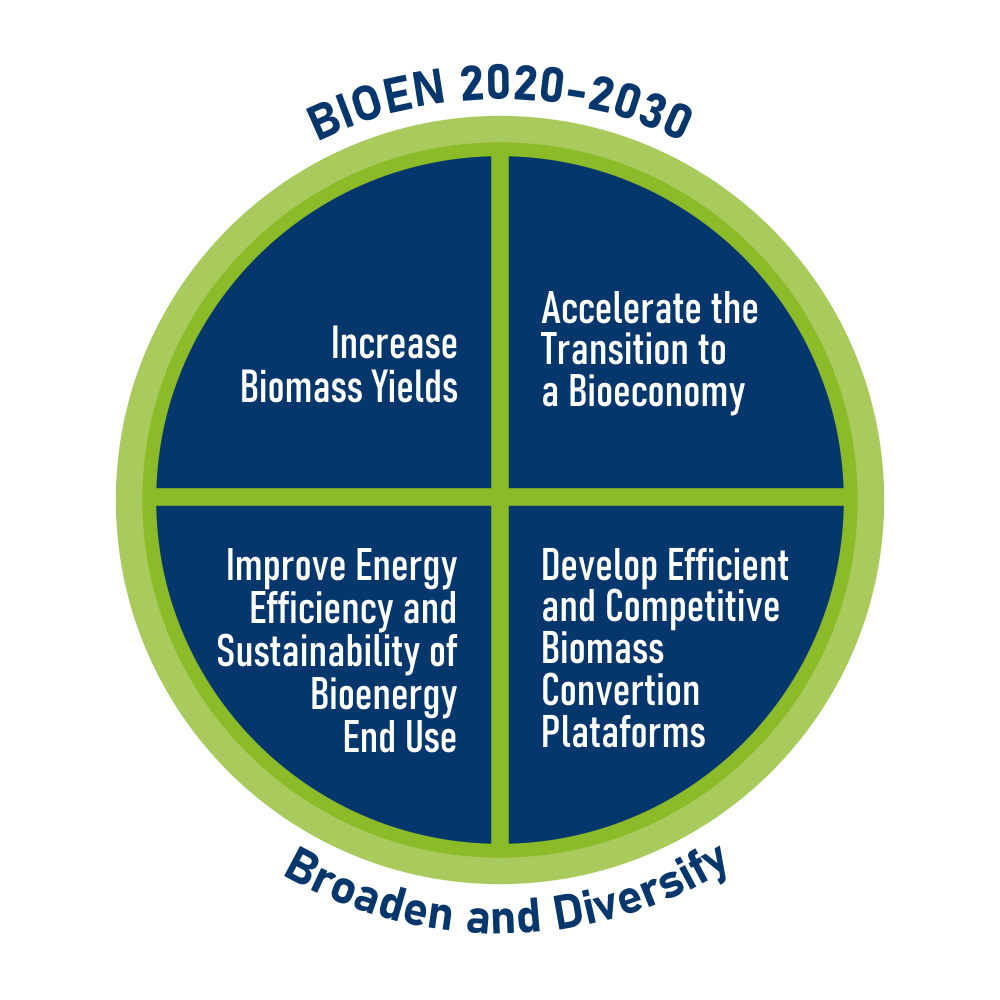 BIOEN 2020-2030
Increase
Biomass Yields
Accelerate the
Transition to
a Bioeconomy
Improve Energy
Efficiency and
Sustainability of
Bioenergy
End Use
Develop Efficient
and Competitive
Biomass
Convertion
Plataforms
Broaden and Diversify